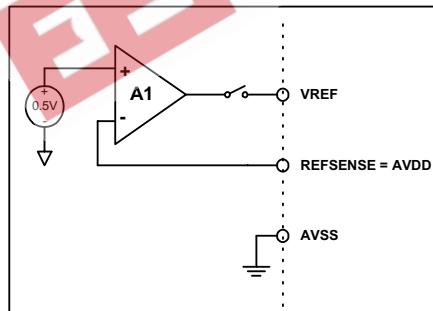 +
A1
-
+
0.5V
-
VREF
REFSENSE = AVDD
AVSS